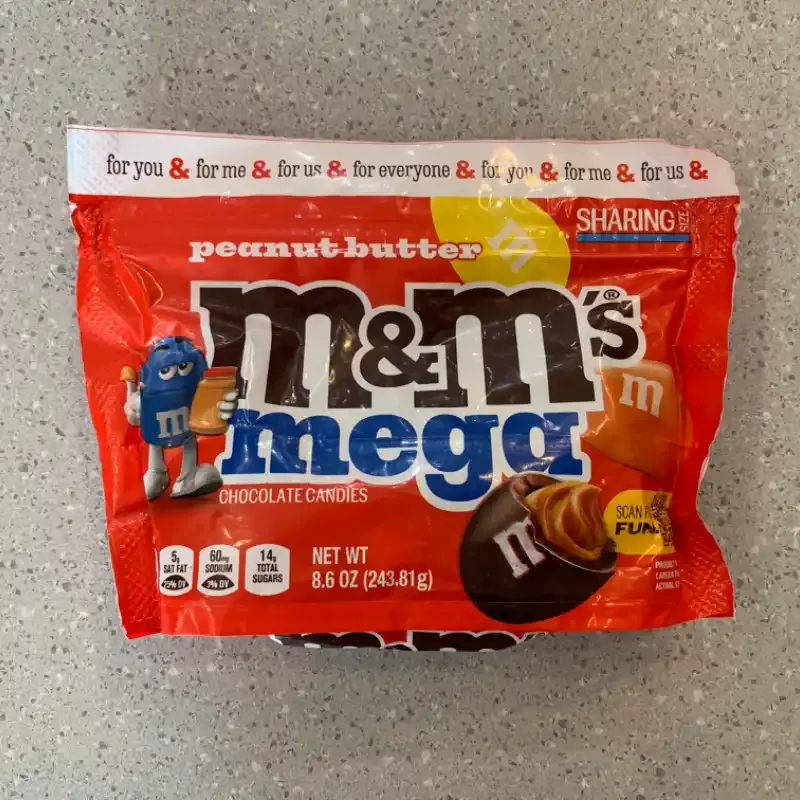 for you & for me & for us & for everyone & for you & for me & for us &
SHARING SIZE
peanut butter
m
m&m's®
m
m
mega
CHOCOLATE CANDIES
m
SCAN
FUN
5g SAT FAT 25% DV
60mg SODIUM 3% DV
14g TOTAL SUGARS
NET WT
8.6 OZ (243.81g)
m&m